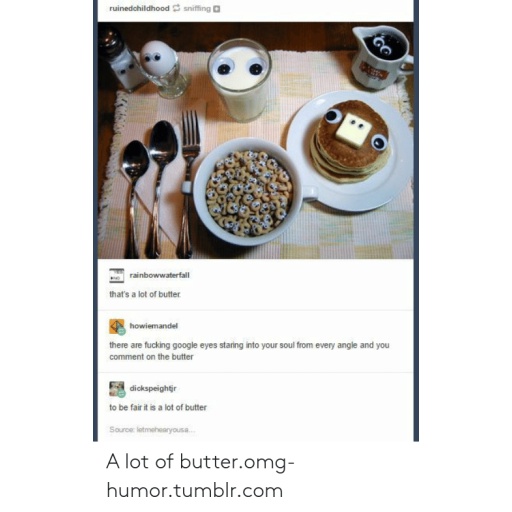 ruinedchildhood sniffing
rainbowwaterfall
that's a lot of butter
howiemandel
there are fucking google eyes staring into your soul from every angle and you
comment on the butter
dickspeightjr
to be fair it is a lot of butter
Source: letmehearyousa...
A lot of butter.omg-
humor.tumblr.com